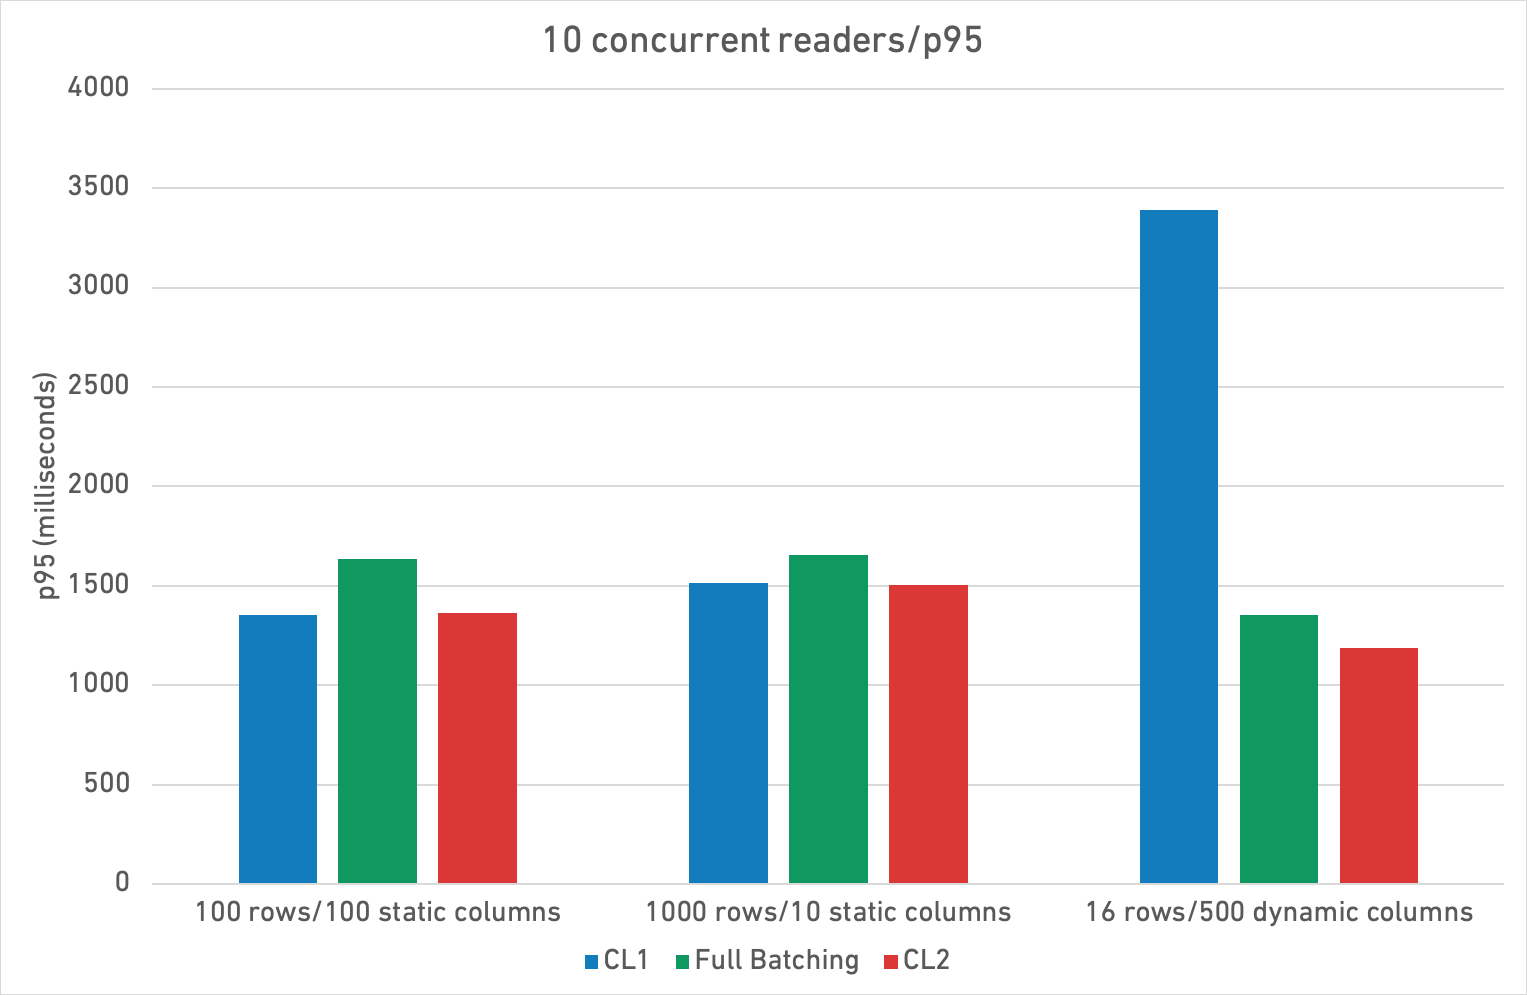 10 concurrent readers/p95
4000
3500
3000
2500
2000
1500
1000
500
0
p95 (milliseconds)
100 rows/100 static columns
1000 rows/10 static columns
16 rows/500 dynamic columns
CL1 Full Batching CL2